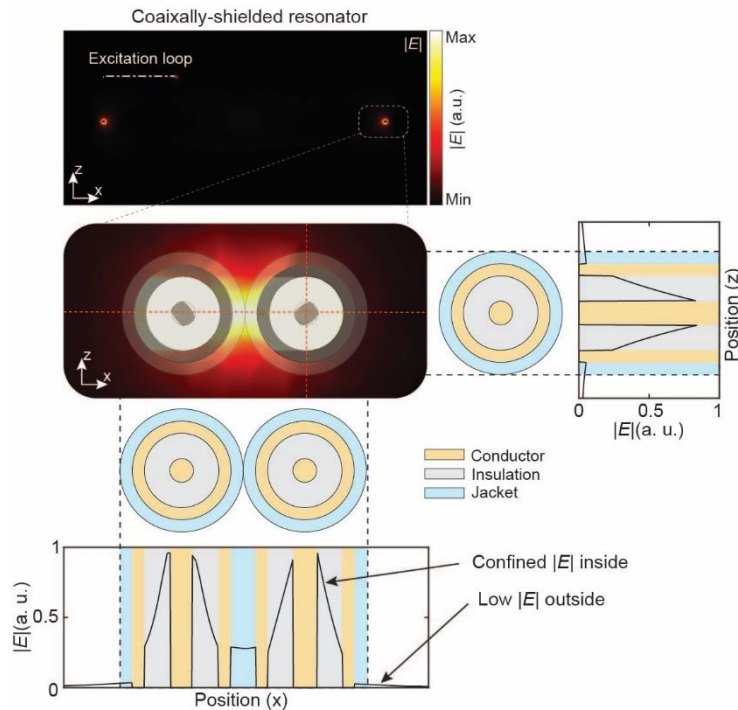 Coaixally-shielded resonator
|E|
Max
Excitation loop
|E| (a.u.)
z
x
Min
z
x
Position (z)
0
0.5
1
|E|(a. u.)
Conductor
Insulation
Jacket
1
0.5
0
|E|(a. u.)
Confined |E| inside
Low |E| outside
Position (x)